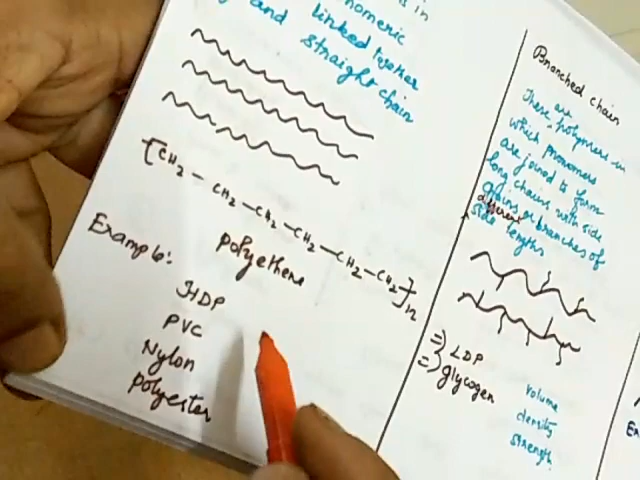 in
nomeric
linked together
and straight chain
[CH2 - CH2 - CH2 - CH2 - CH2 - CH2]n
polyethene
Example:
HDP
PVC
Nylon
polyester
Branched chain
are
These polymers in
which monomers
are joined to form
long chains with side
chains or branches of
different
side lengths
=> LDP
=> glycogen
volume
density
strength